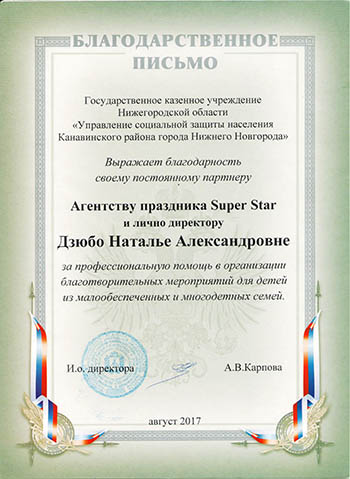 БЛАГОДАРСТВЕННОЕ
ПИСЬМО
Государственное казенное учреждение
Нижегородской области
«Управление социальной защиты населения
Канавинского района города Нижнего Новгорода»
Выражает благодарность
своему постоянному партнеру
Агентству праздника Super Star
и лично директору
Дзюбо Наталье Александровне
за профессиональную помощь в организации
благотворительных мероприятий для детей
из малообеспеченных и многодетных семей.
И.о. директора А.В.Карпова
август 2017